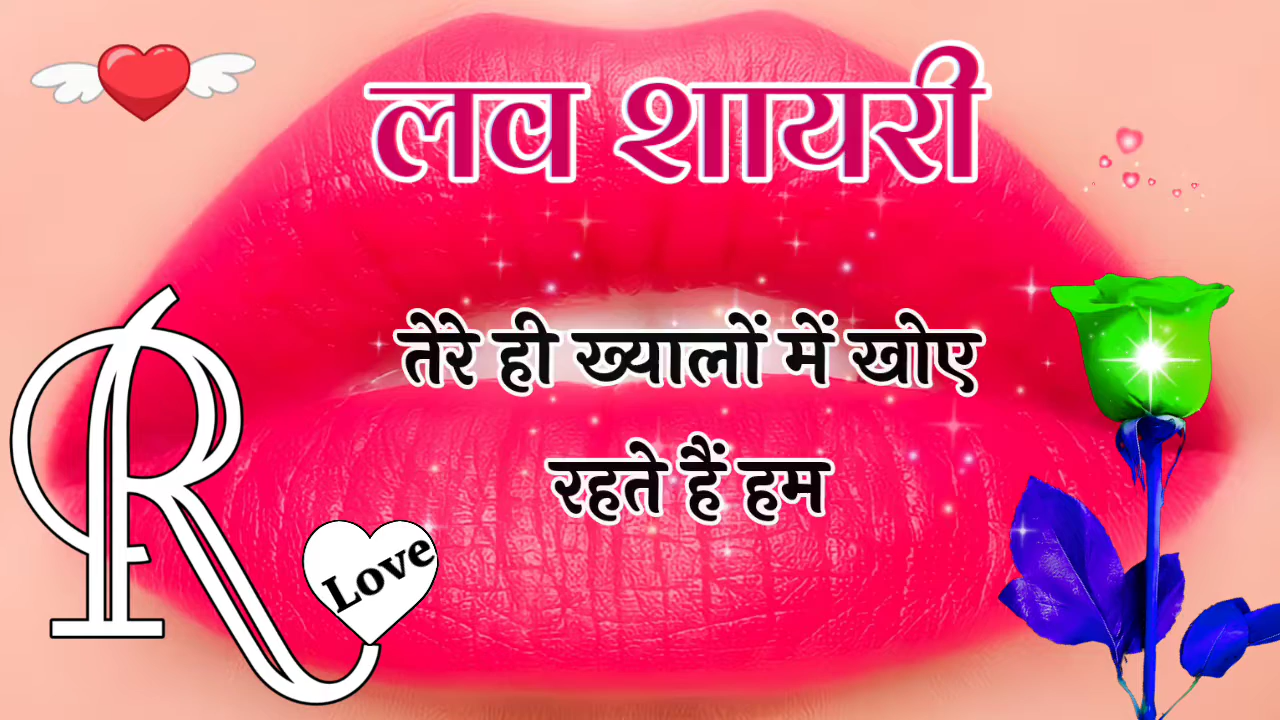 लव शायरी
तेरे ही ख्यालों में खोए
रहते हैं हम
R
Love